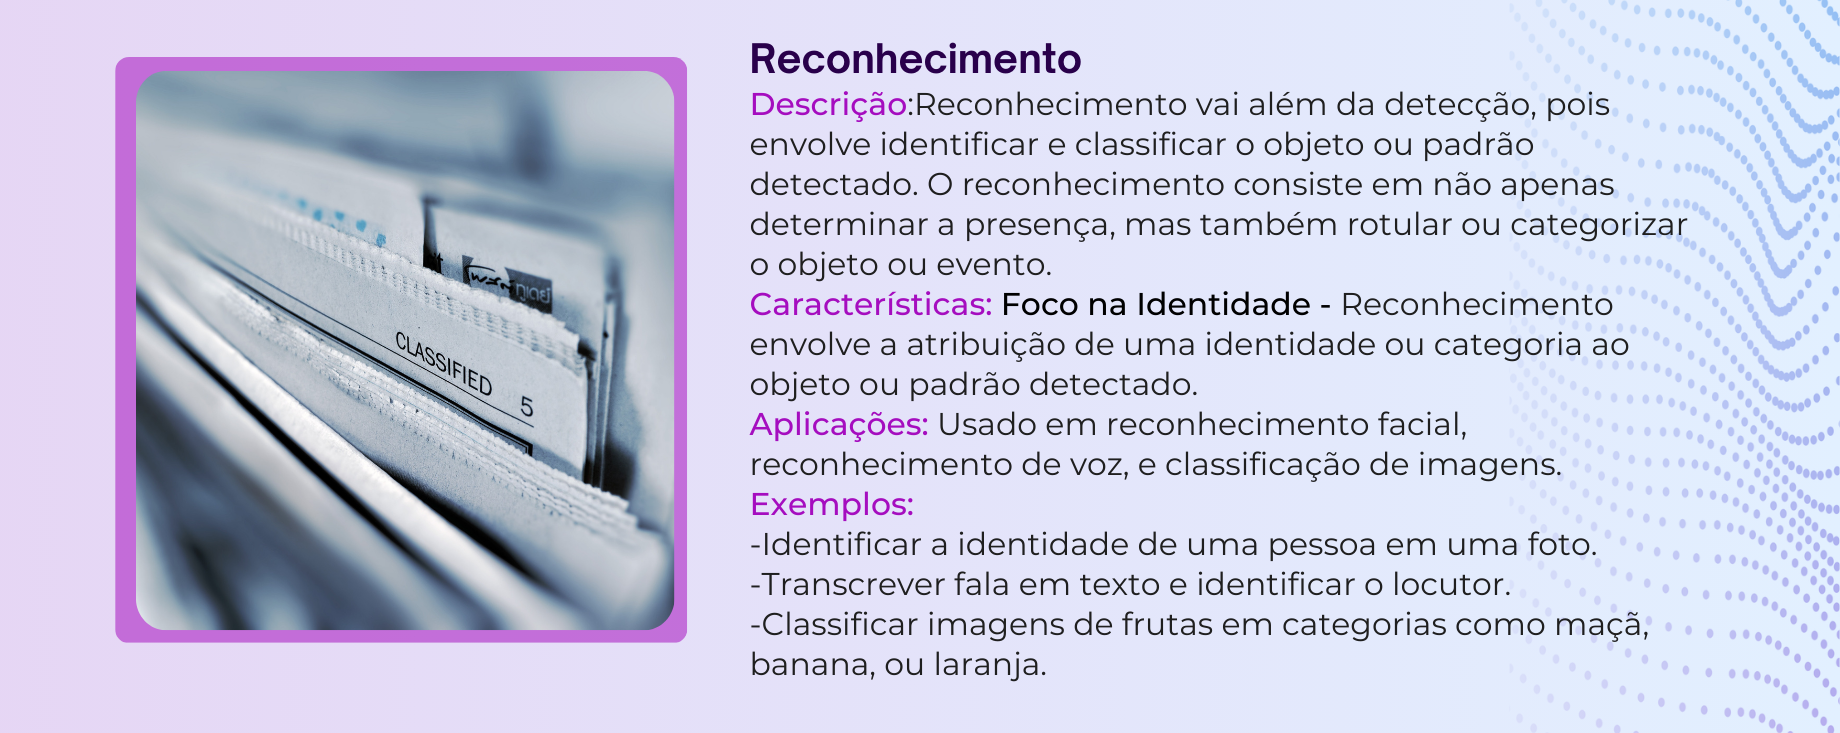 Reconhecimento
Descrição:Reconhecimento vai além da detecção, pois
envolve identificar e classificar o objeto ou padrão
detectado. O reconhecimento consiste em não apenas
determinar a presença, mas também rotular ou categorizar
o objeto ou evento.
Características: Foco na Identidade - Reconhecimento
envolve a atribuição de uma identidade ou categoria ao
objeto ou padrão detectado.
Aplicações: Usado em reconhecimento facial,
reconhecimento de voz, e classificação de imagens.
Exemplos:
-Identificar a identidade de uma pessoa em uma foto.
-Transcrever fala em texto e identificar o locutor.
-Classificar imagens de frutas em categorias como maçã,
banana, ou laranja.
CLASSIFIED 5